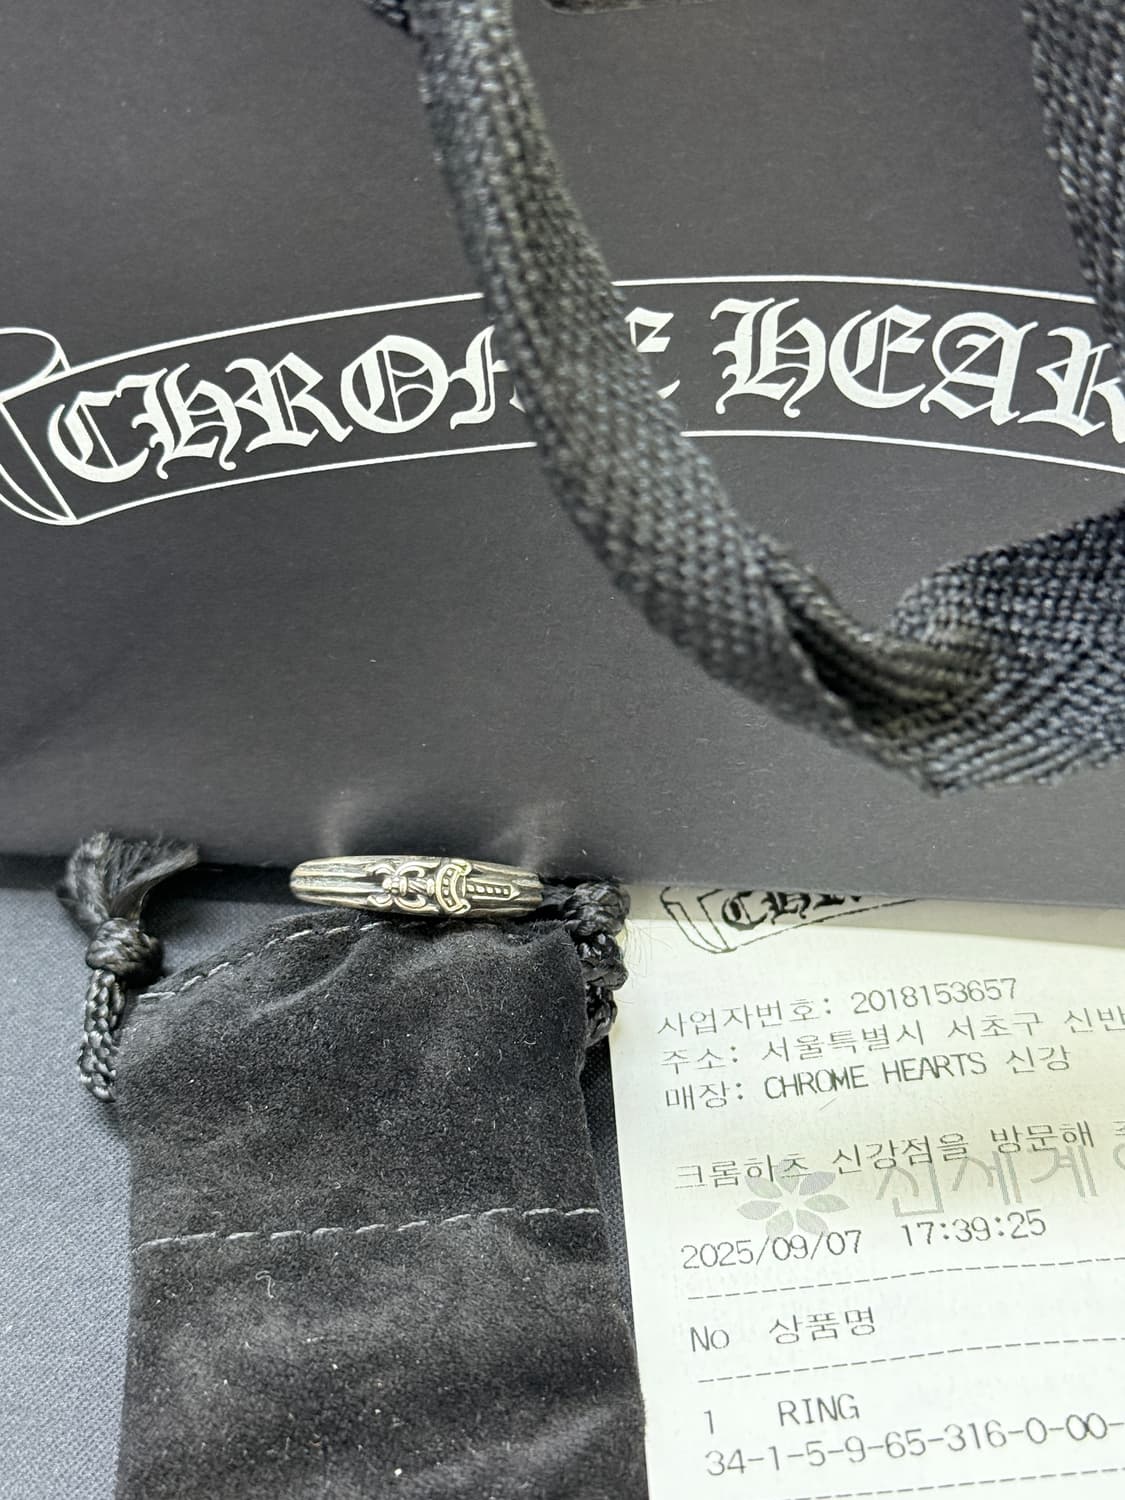 CHROME HEAR
사업자번호: 2018153657
주소: 서울특별시 서초구 신반
매장: CHROME HEARTS 신강
크롬하츠 신강점을 방문해
신세계
2025/09/07 17:39:25
No 상품명
1 RING
34-1-5-9-65-316-0-00-